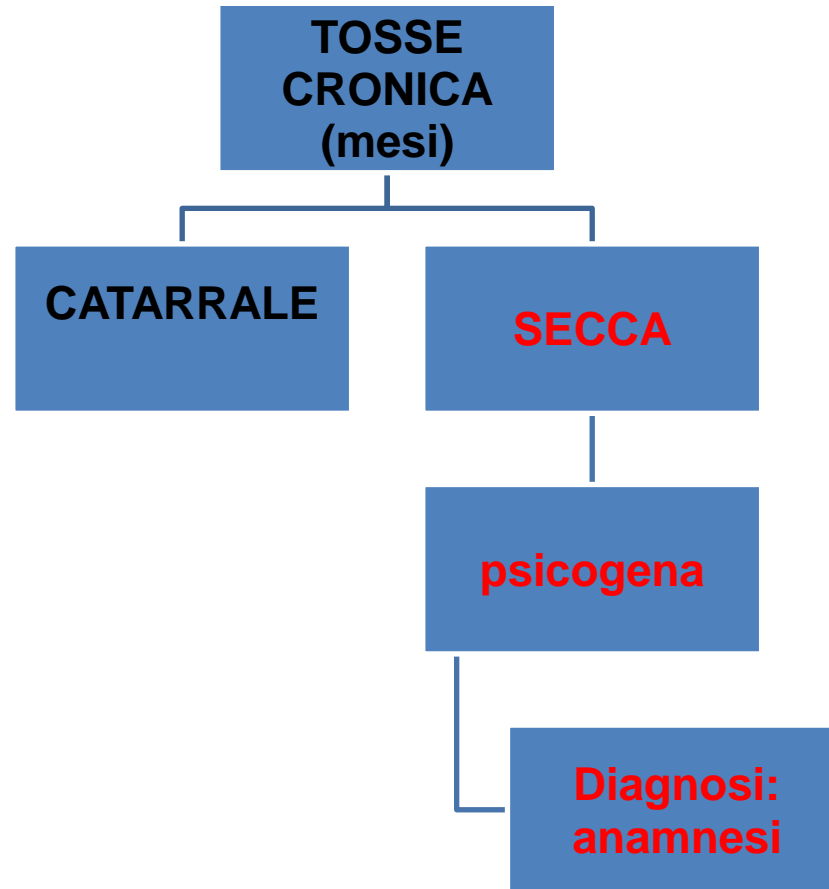 TOSSE
CRONICA
(mesi)
CATARRALE
SECCA
psicogena
Diagnosi:
anamnesi